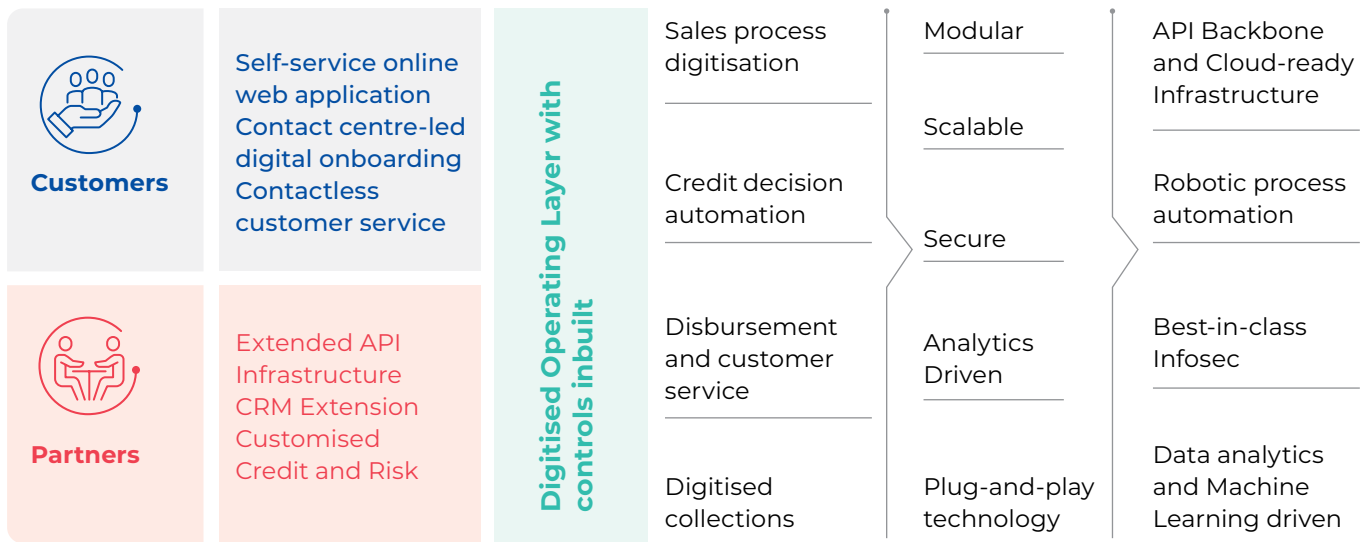 Customers
Self-service online
web application
Contact centre-led
digital onboarding
Contactless
customer service
Partners
Extended API
Infrastructure
CRM Extension
Customised
Credit and Risk
Digitised Operating Layer with
controls inbuilt
Sales process
digitisation
Credit decision
automation
Disbursement
and customer
service
Digitised
collections
Modular
Scalable
Secure
Analytics
Driven
Plug-and-play
technology
API Backbone
and Cloud-ready
Infrastructure
Robotic process
automation
Best-in-class
Infosec
Data analytics
and Machine
Learning driven